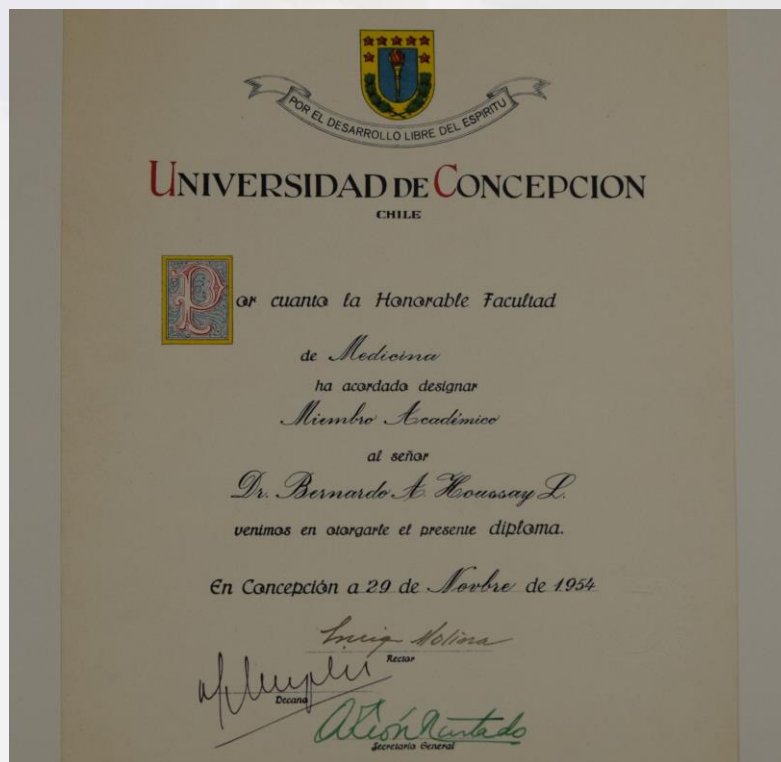 POR EL DESARROLLO LIBRE DEL ESPIRITU
UNIVERSIDAD DE CONCEPCION
CHILE
Por cuanto la Honorable Facultad
de Medicina
ha acordado designar
Miembro Académico
al señor
Dr. Bernardo A. Houssay L.
venimos en otorgarle el presente diploma.
En Concepción a 29 de Novbre de 1954
Enrique Molina
Rector
Decano
A León Hurtado
Secretario General